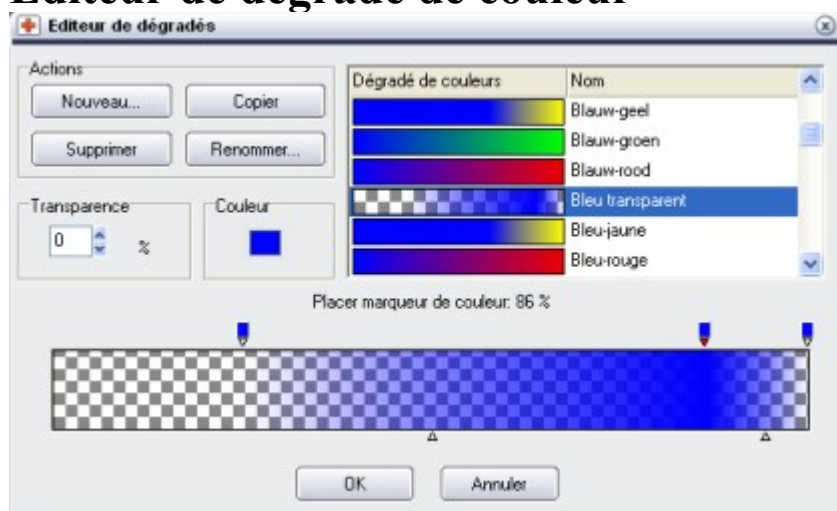 Editeur de dégradé de couleur
Editeur de dégradés
Actions
Nouveau...
Copier
Supprimer
Renommer...
Transparence
0
%
Couleur
Dégradé de couleurs
Nom
Blauw-geel
Blauw-groen
Blauw-rood
Bleu transparent
Bleu-jaune
Bleu-rouge
Placer marqueur de couleur: 86 %
OK
Annuler